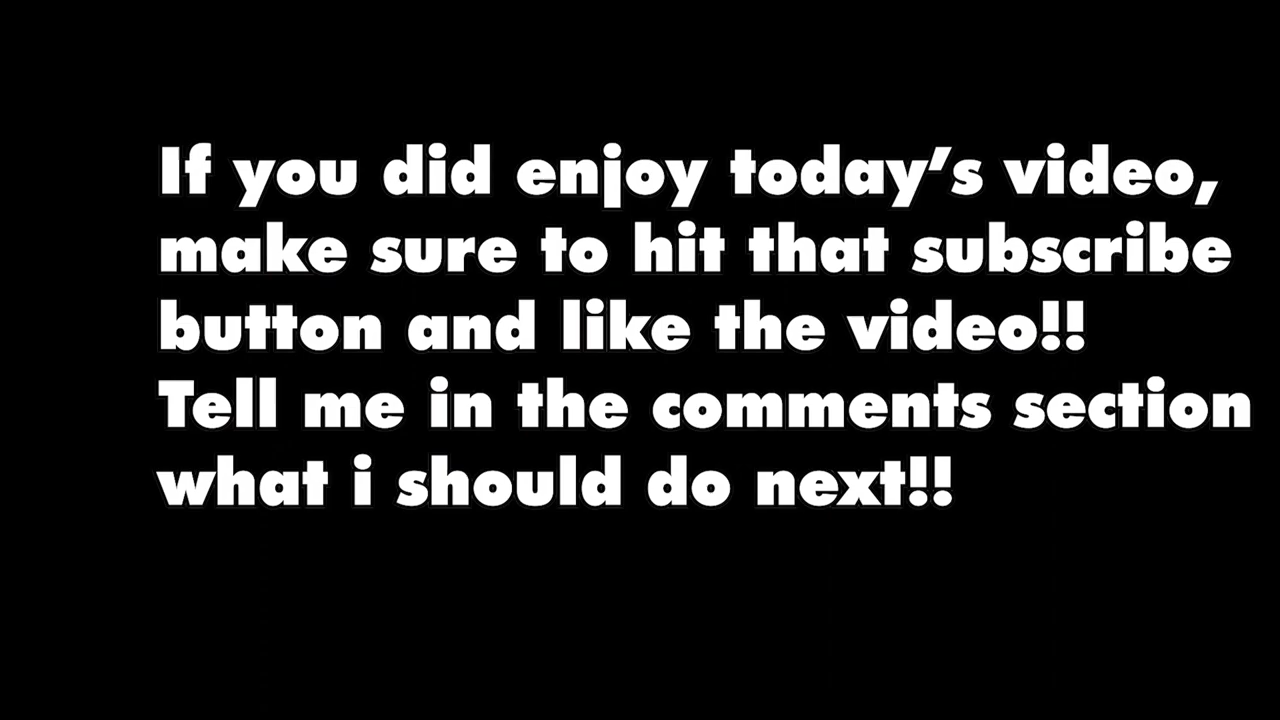 If you did enjoy today's video,
make sure to hit that subscribe
button and like the video!!
Tell me in the comments section
what i should do next!!